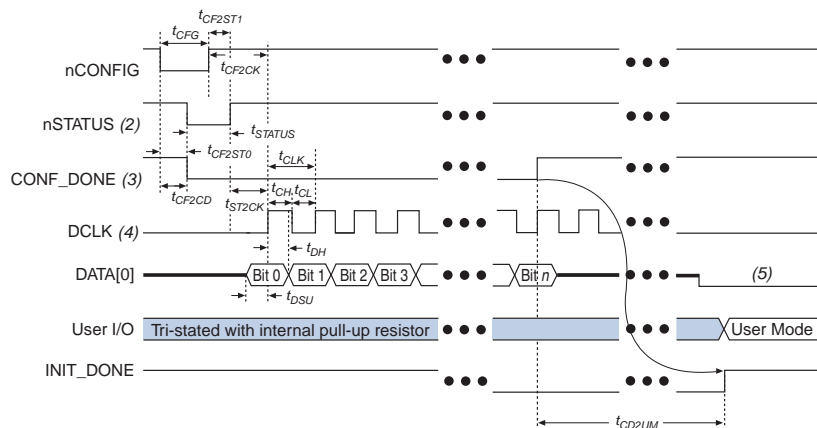 tCF2ST1
tCFG
nCONFIG
tCF2CK
nSTATUS (2)
tSTATUS
tCF2ST0
tCLK
CONF_DONE (3)
tCH tCL
tCF2CD
tST2CK
DCLK (4)
tDH
DATA[0]
Bit 0 Bit 1 Bit 2 Bit 3 Bit n (5)
tDSU
User I/O Tri-stated with internal pull-up resistor User Mode
INIT_DONE
tCD2UM